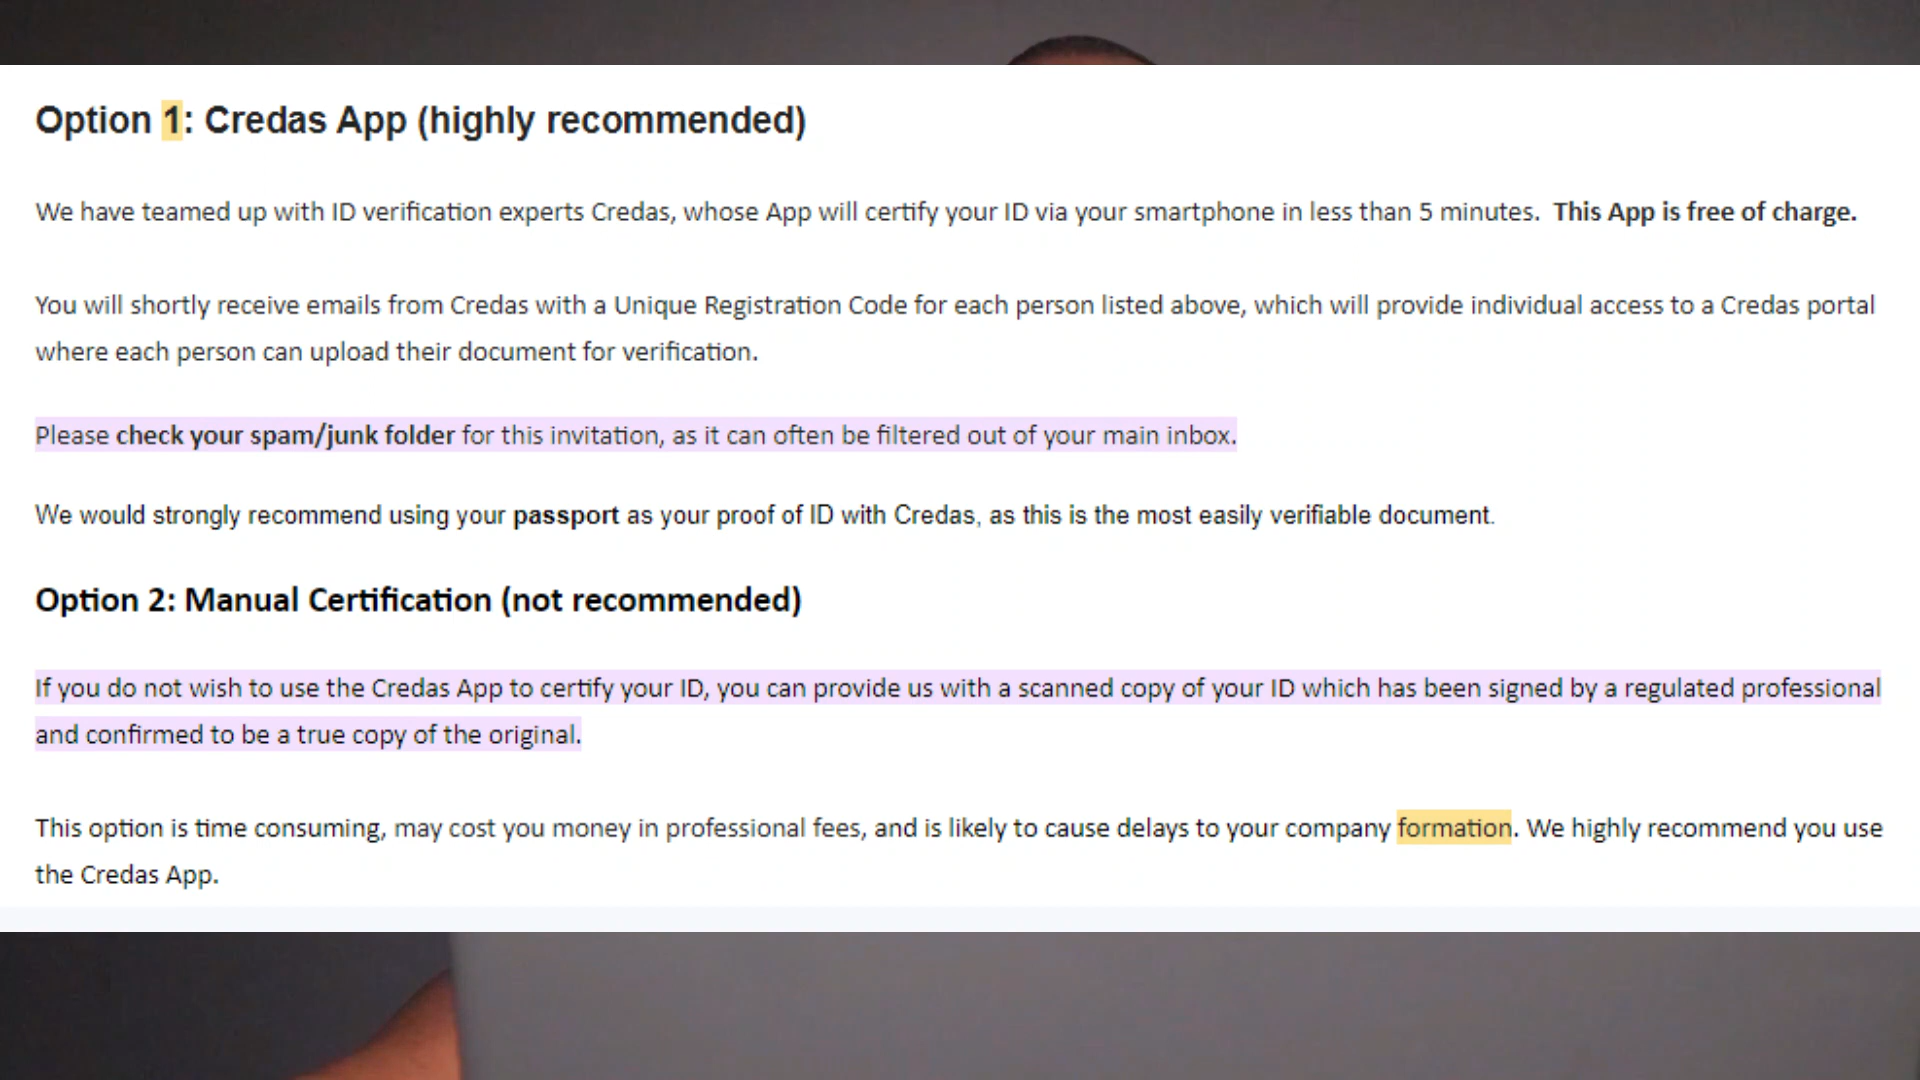 Option 1: Credas App (highly recommended)
We have teamed up with ID verification experts Credas, whose App will certify your ID via your smartphone in less than 5 minutes. This App is free of charge.
You will shortly receive emails from Credas with a Unique Registration Code for each person listed above, which will provide individual access to a Credas portal
where each person can upload their document for verification.
Please check your spam/junk folder for this invitation, as it can often be filtered out of your main inbox.
We would strongly recommend using your passport as your proof of ID with Credas, as this is the most easily verifiable document.
Option 2: Manual Certification (not recommended)
If you do not wish to use the Credas App to certify your ID, you can provide us with a scanned copy of your ID which has been signed by a regulated professional
and confirmed to be a true copy of the original.
This option is time consuming, may cost you money in professional fees, and is likely to cause delays to your company formation. We highly recommend you use
the Credas App.